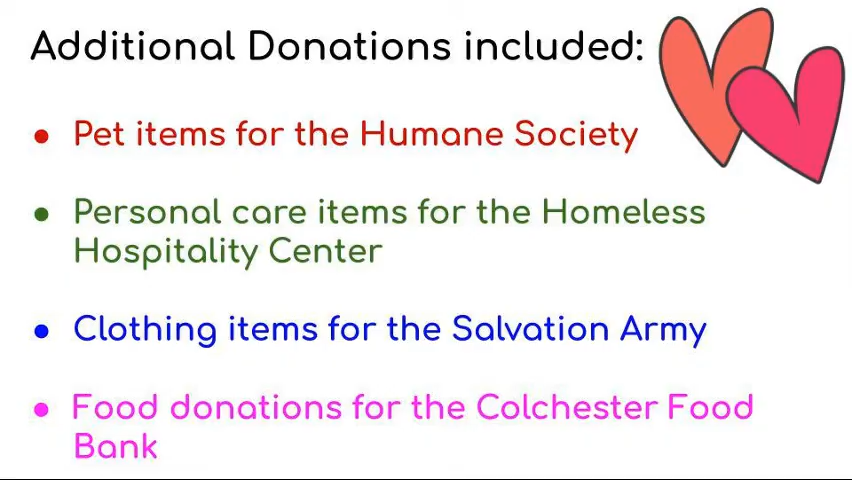 Additional Donations included:
● Pet items for the Humane Society
● Personal care items for the Homeless
Hospitality Center
● Clothing items for the Salvation Army
● Food donations for the Colchester Food
Bank